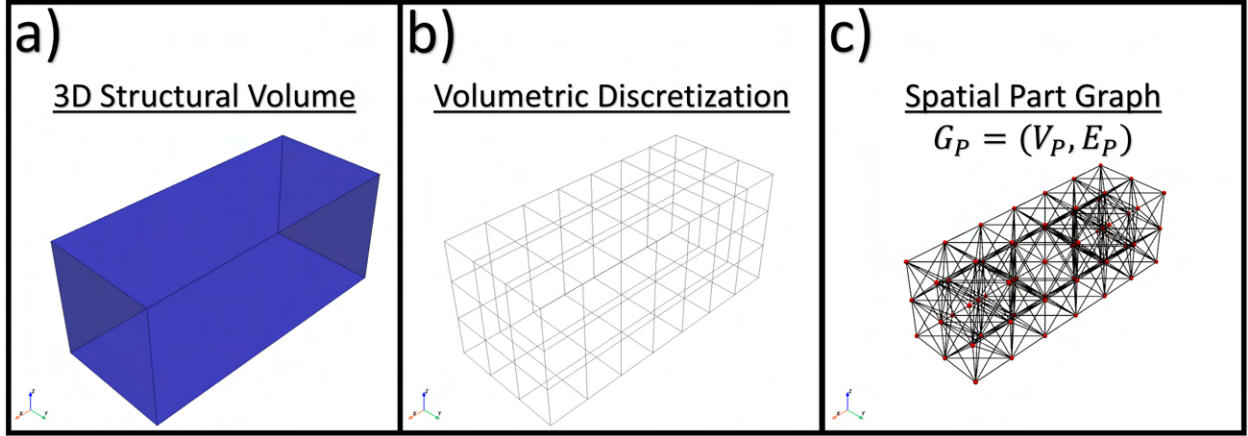 a)
3D Structural Volume
X
Y
Z
b)
Volumetric Discretization
X
Y
Z
c)
Spatial Part Graph
G_P = (V_P, E_P)
X
Y
Z